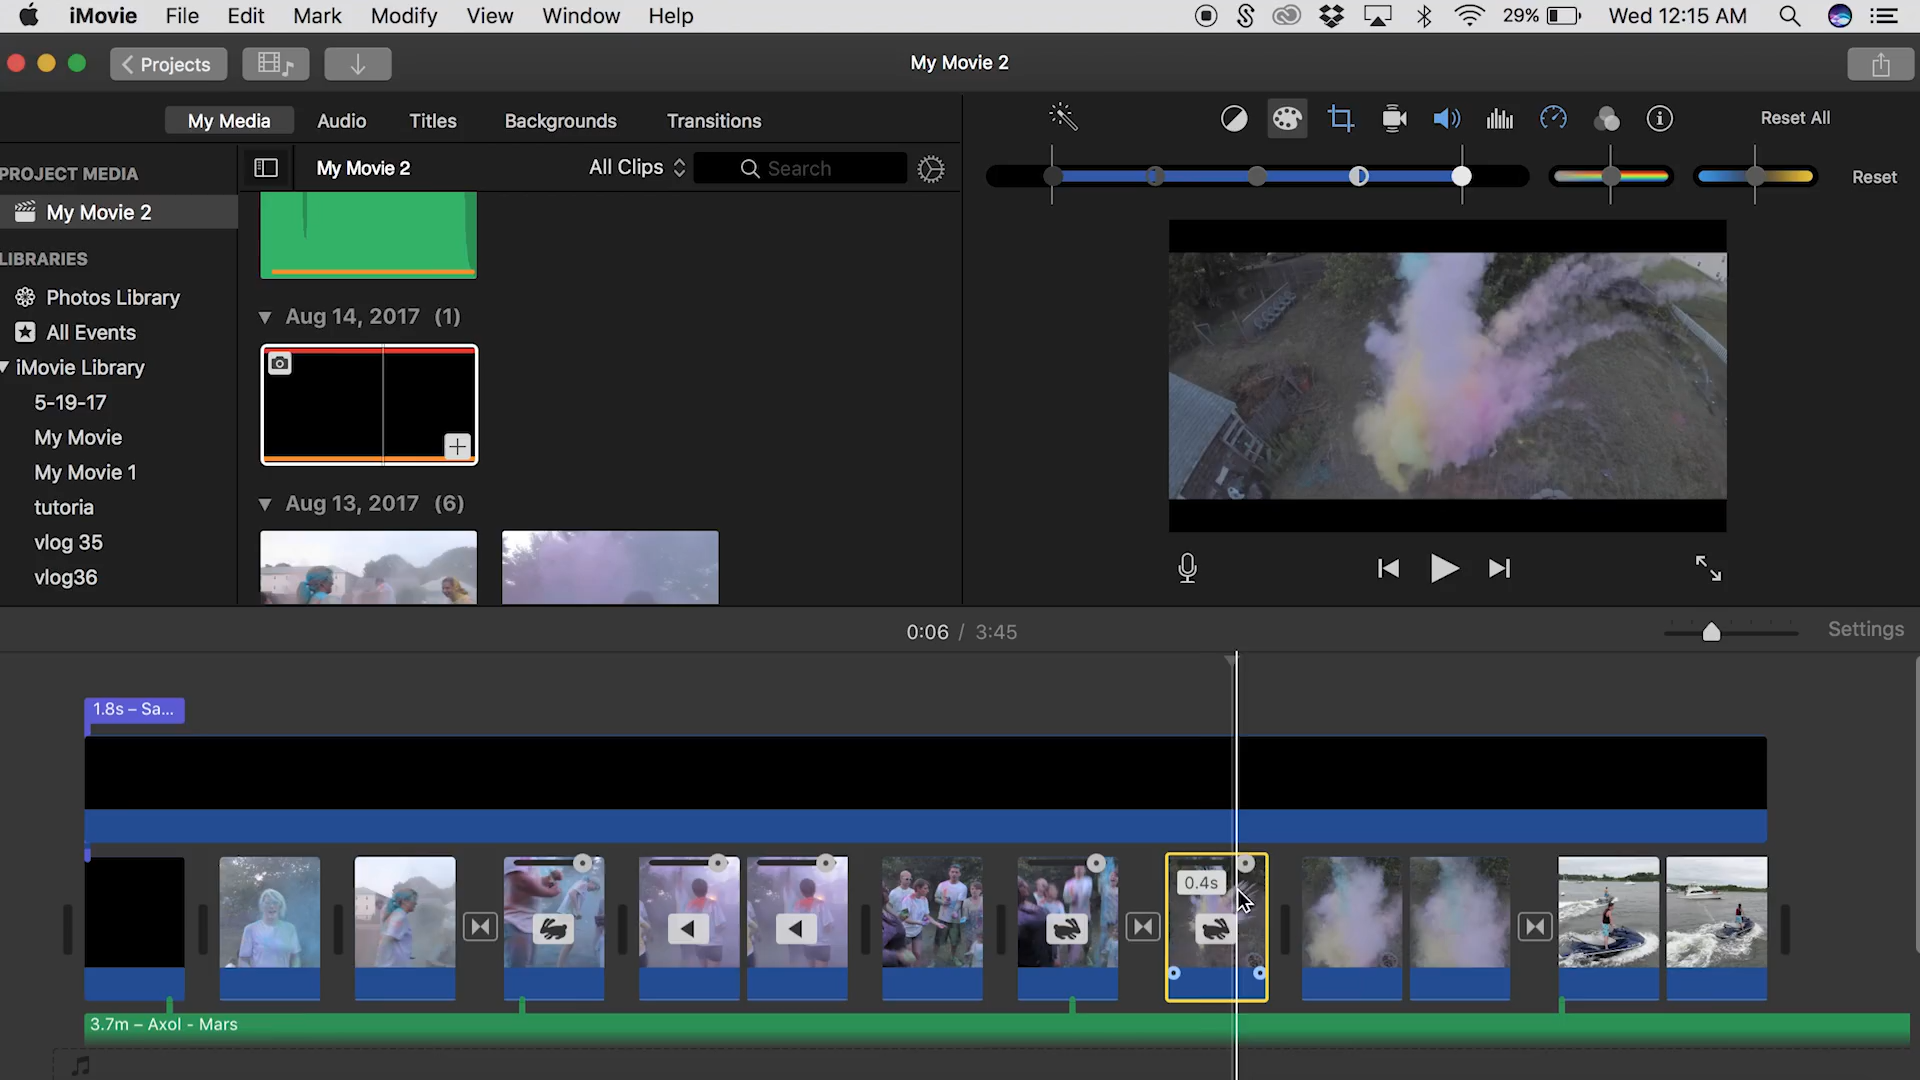 iMovie File Edit Mark Modify View Window Help 29% Wed 12:15 AM
Projects My Movie 2
My Media Audio Titles Backgrounds Transitions Reset All
PROJECT MEDIA My Movie 2 All Clips Search Reset
My Movie 2
LIBRARIES
Photos Library
All Events
iMovie Library
5-19-17
My Movie
My Movie 1
tutoria
vlog 35
vlog36
Aug 14, 2017 (1)
Aug 13, 2017 (6)
0:06 / 3:45 Settings
1.8s – Sa...
0.4s
3.7m – Axol - Mars